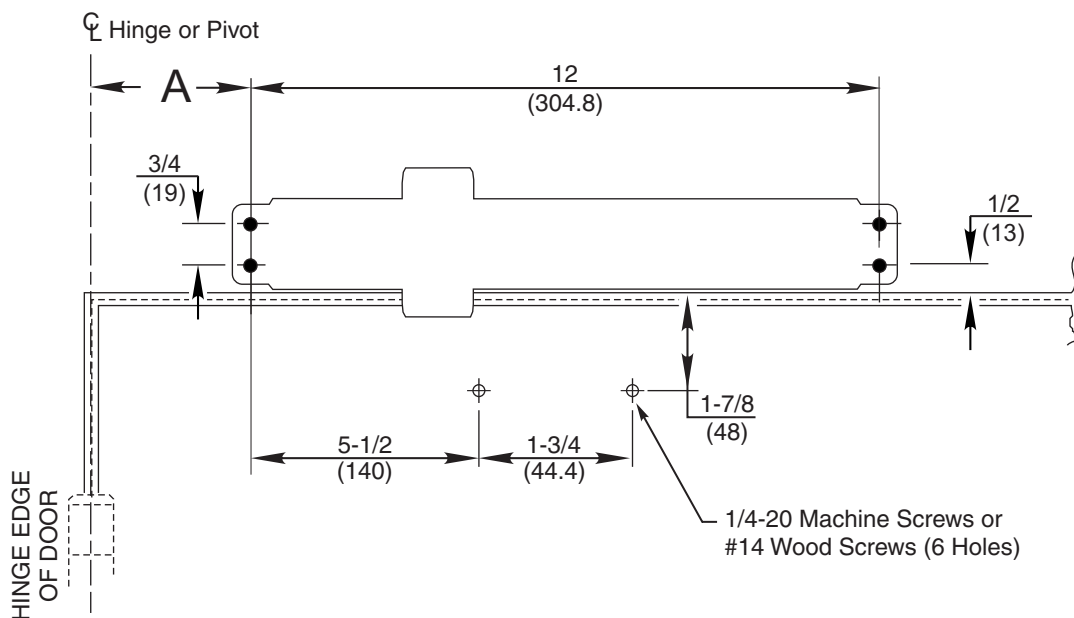 ℄ Hinge or Pivot
A
12
(304.8)
3/4
(19)
1/2
(13)
1-7/8
(48)
5-1/2
(140)
1-3/4
(44.4)
1/4-20 Machine Screws or
#14 Wood Screws (6 Holes)
HINGE EDGE
OF DOOR